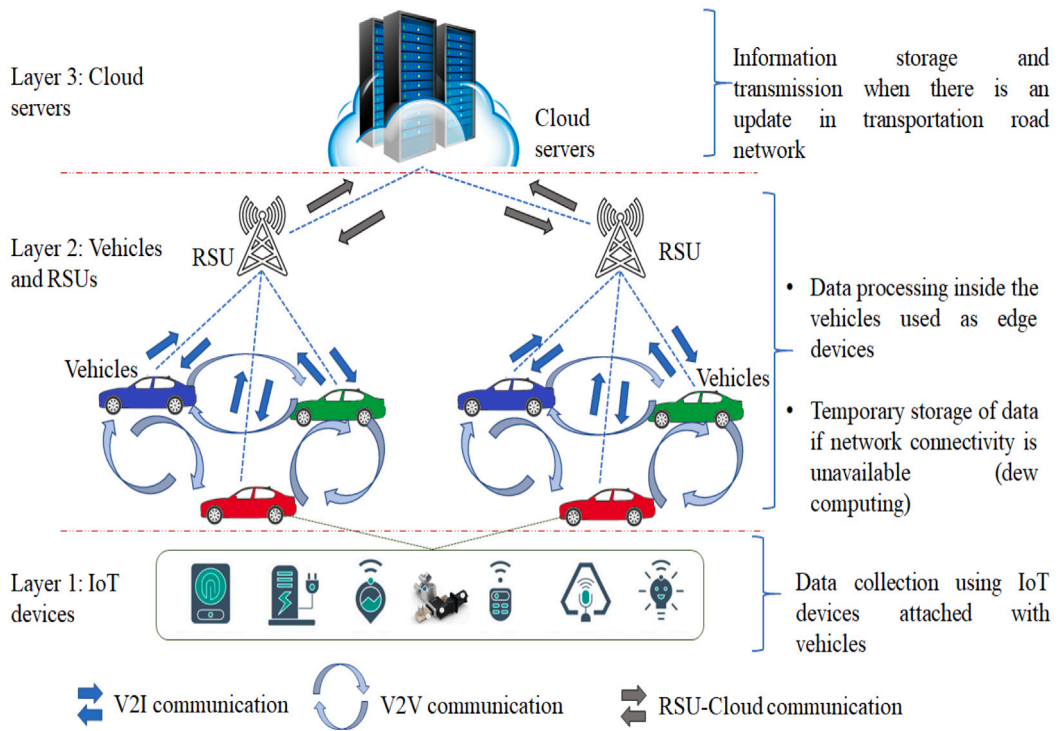 Layer 3: Cloud
servers
Cloud
servers
Information storage and
transmission when there is an
update in transportation road
network
Layer 2: Vehicles
and RSUs
RSU
RSU
Vehicles
Vehicles
• Data processing inside the
vehicles used as edge
devices
• Temporary storage of data
if network connectivity is
unavailable (dew
computing)
Layer 1: IoT
devices
Data collection using IoT
devices attached with
vehicles
V2I communication
V2V communication
RSU-Cloud communication